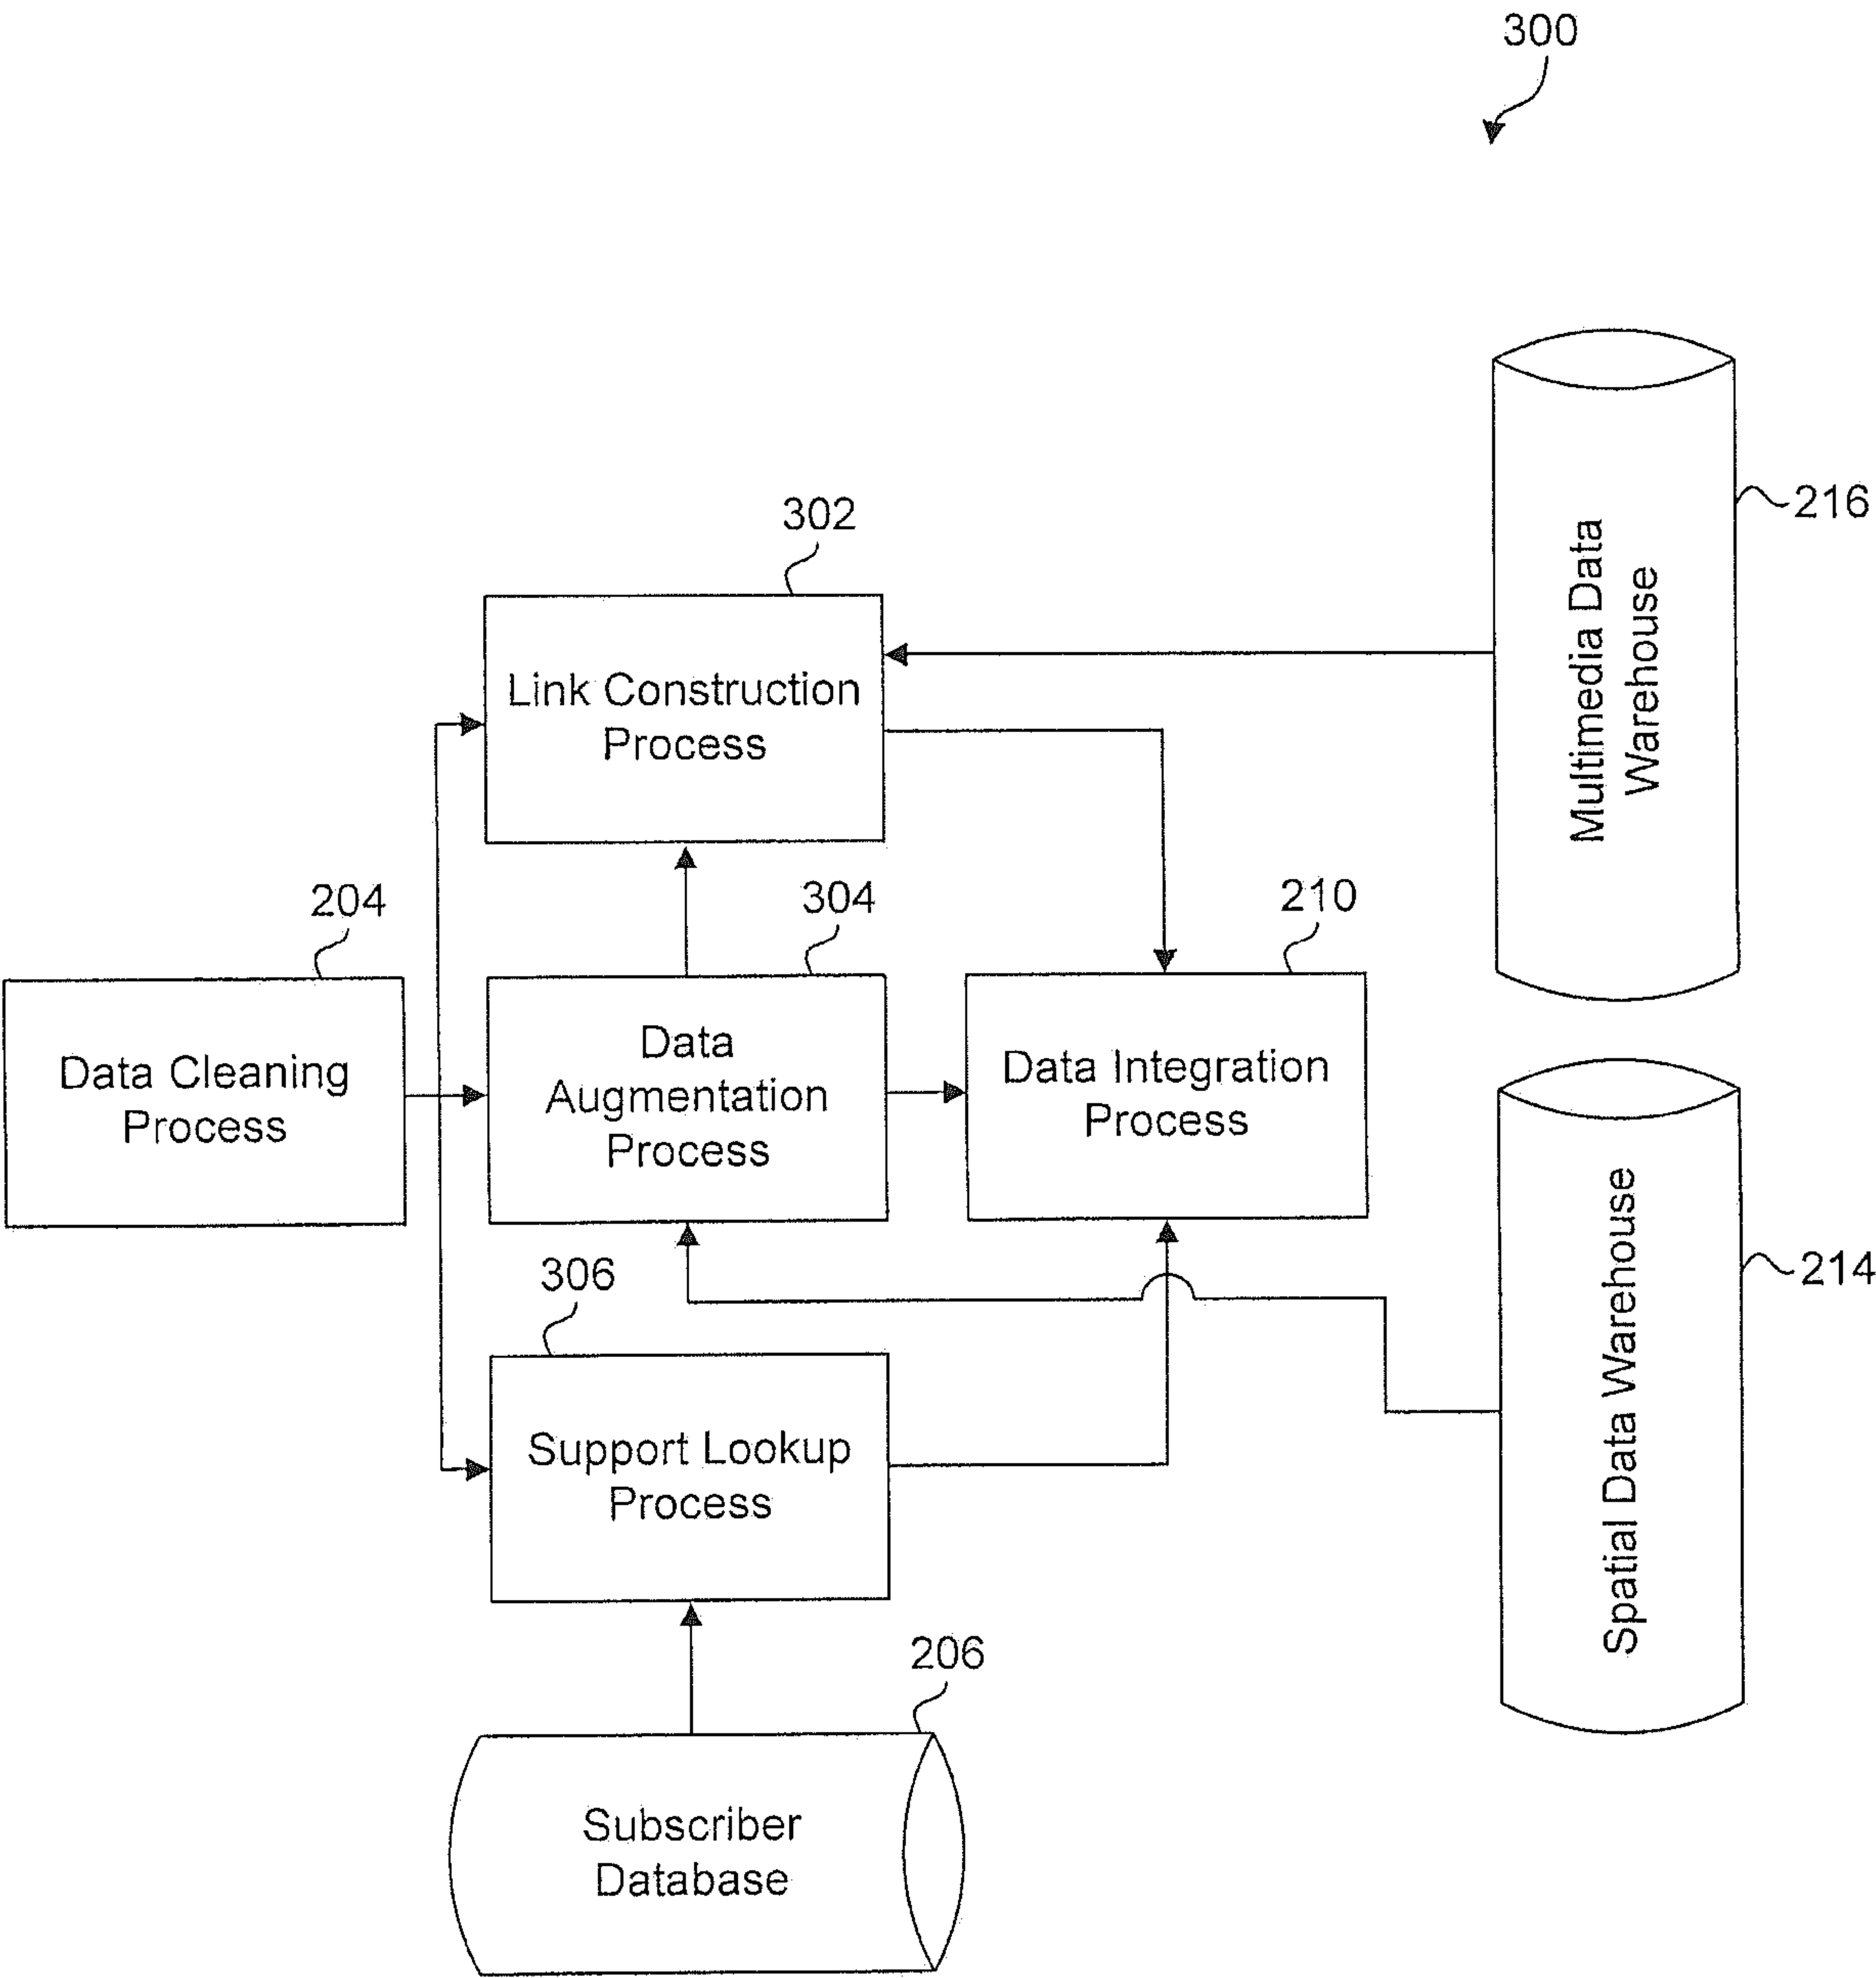 300
216
Multimedia Data
Warehouse
302
Link Construction
Process
204
304
210
Data Cleaning
Process
Data
Augmentation
Process
Data Integration
Process
214
Spatial Data Warehouse
306
Support Lookup
Process
206
Subscriber
Database